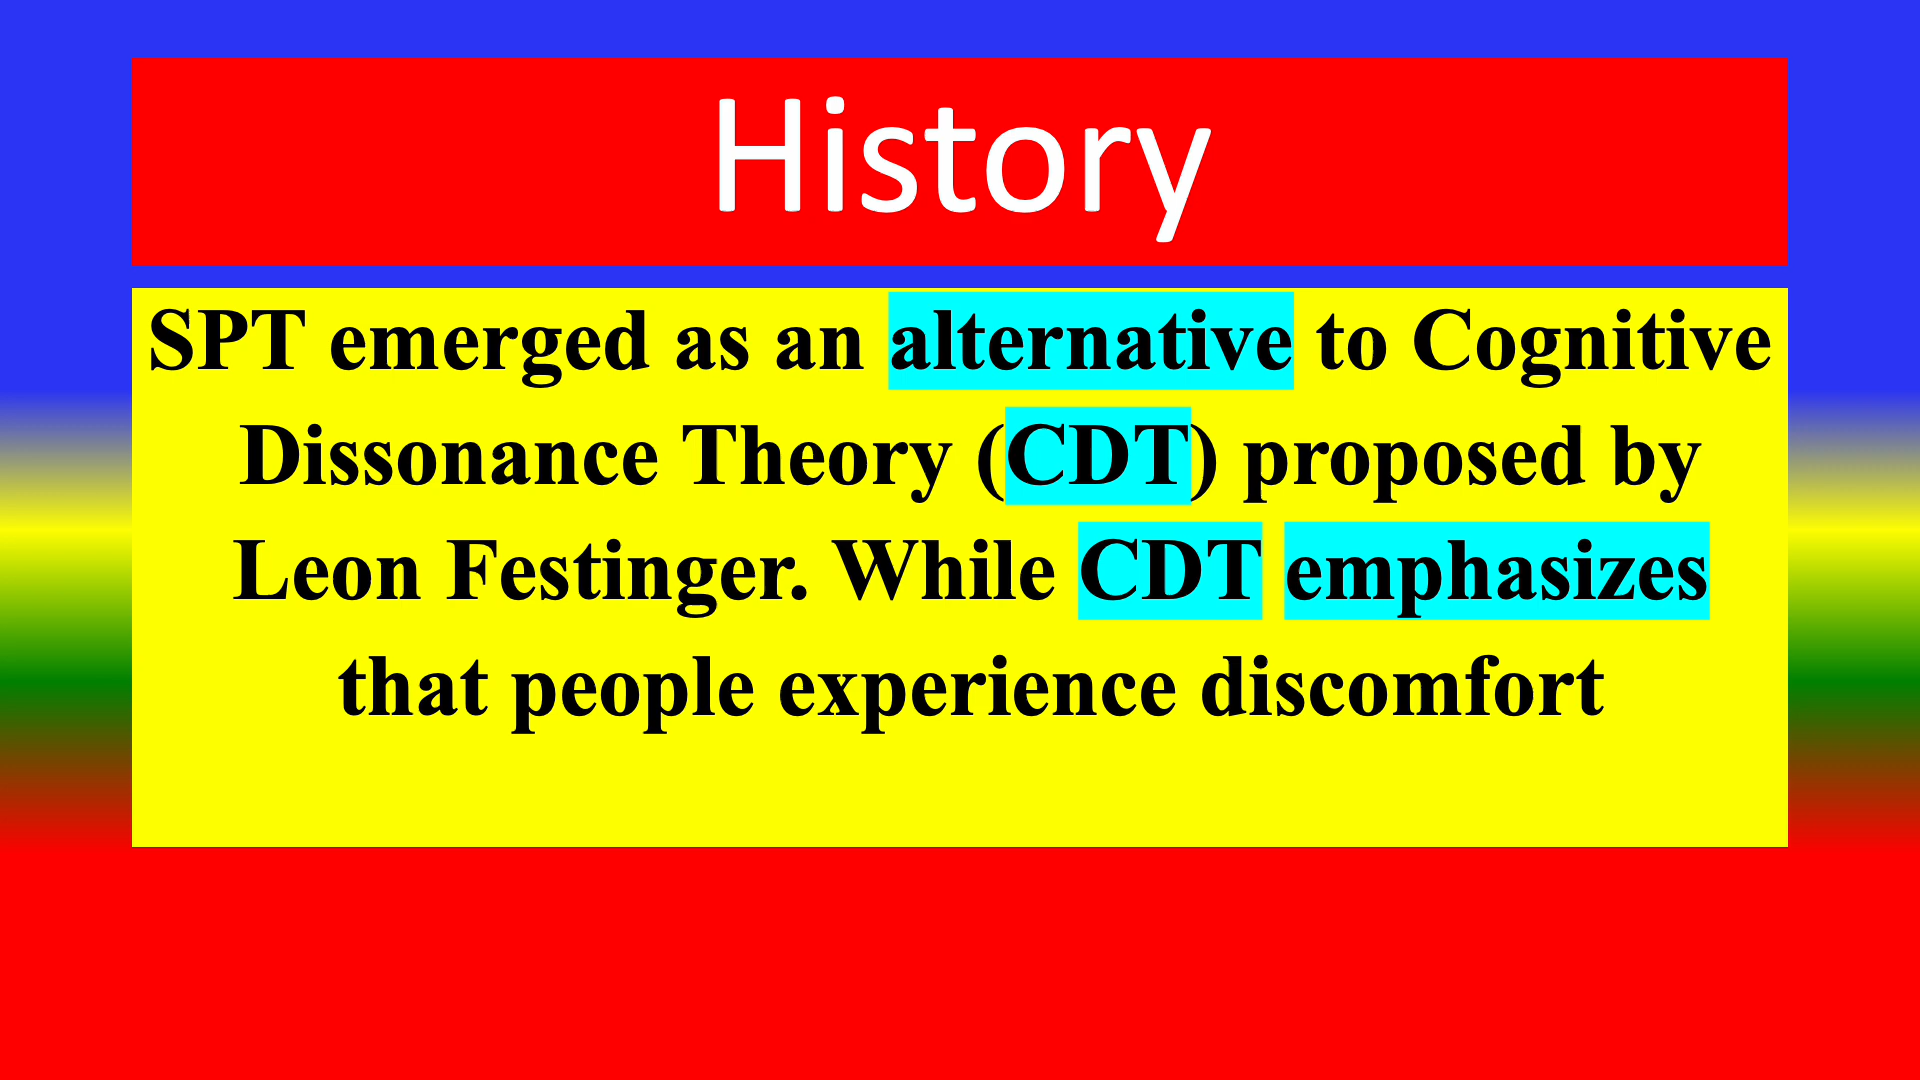 History
SPT emerged as an alternative to Cognitive
Dissonance Theory (CDT) proposed by
Leon Festinger. While CDT emphasizes
that people experience discomfort